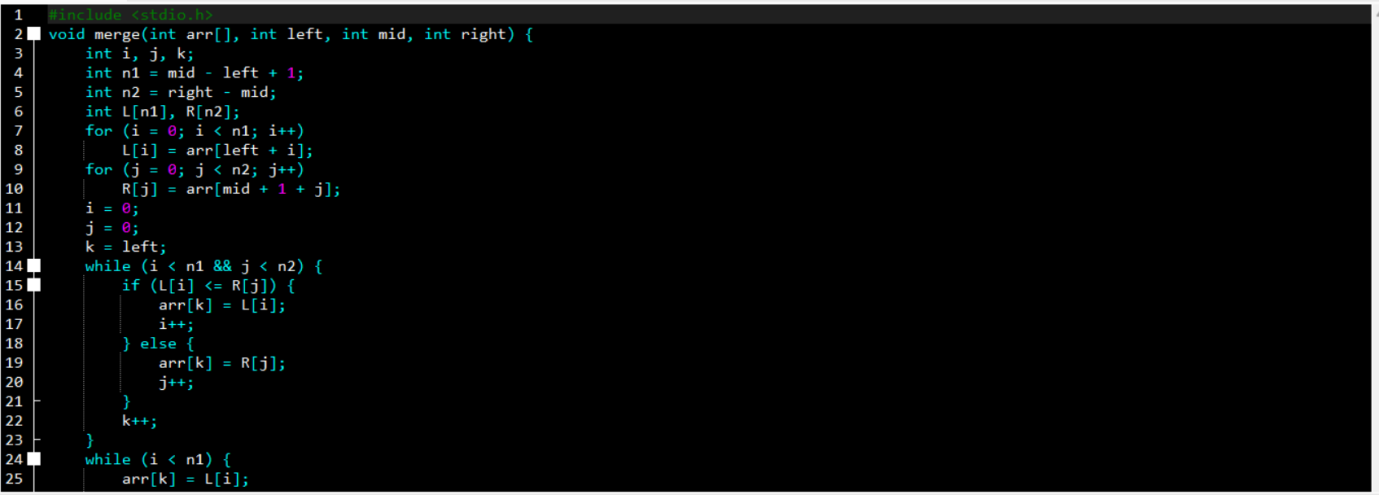 1 #include <stdio.h>
2 void merge(int arr[], int left, int mid, int right) {
3     int i, j, k;
4     int n1 = mid - left + 1;
5     int n2 = right - mid;
6     int L[n1], R[n2];
7     for (i = 0; i < n1; i++)
8         L[i] = arr[left + i];
9     for (j = 0; j < n2; j++)
10         R[j] = arr[mid + 1 + j];
11     i = 0;
12     j = 0;
13     k = left;
14     while (i < n1 && j < n2) {
15         if (L[i] <= R[j]) {
16             arr[k] = L[i];
17             i++;
18         } else {
19             arr[k] = R[j];
20             j++;
21         }
22         k++;
23     }
24     while (i < n1) {
25         arr[k] = L[i];